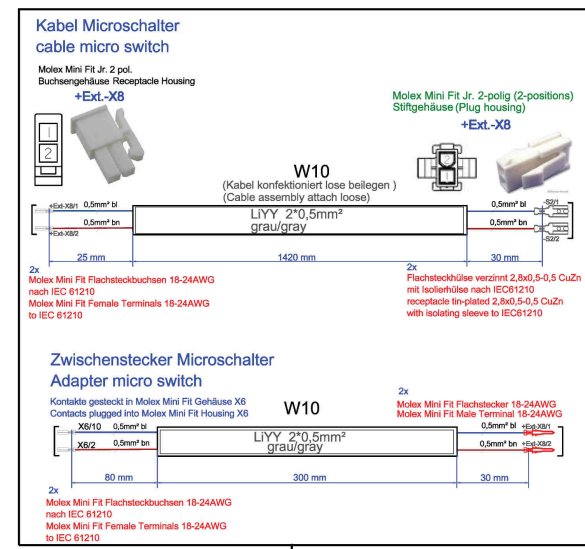 Kabel Microschalter
cable micro switch
Molex Mini Fit Jr. 2 pol.
Buchsengehäuse Receptacle Housing
+Ext.-X8
1
2
Molex Mini Fit Jr. 2-polig (2-positions)
Stiftgehäuse (Plug housing)
+Ext.-X8
2
W10
(Kabel konfektioniert lose beilegen )
(Cable assembly attach loose)
+Ext-X8/1 0,5mm² bl
LiYY 2*0,5mm²
grau/gray
0,5mm² bl -S2/1
0,5mm² bn
+Ext-X8/2
0,5mm² bn
-S2/2
25 mm 1420 mm 30 mm
2x
Molex Mini Fit Flachsteckbuchsen 18-24AWG
nach IEC 61210
Molex Mini Fit Female Terminals 18-24AWG
to IEC 61210
2x
Flachsteckhülse verzinnt 2,8x0,5-0,5 CuZn
mit Isolierhülse nach IEC61210
receptacle tin-plated 2,8x0,5-0,5 CuZn
with isolating sleeve to IEC61210
Zwischenstecker Microschalter
Adapter micro switch
Kontakte gesteckt in Molex Mini Fit Gehäuse X6
Contacts plugged into Molex Mini Fit Housing X6
W10
2x
Molex Mini Fit Flachstecker 18-24AWG
Molex Mini Fit Male Terminal 18-24AWG
X6/10 0,5mm² bl
LiYY 2*0,5mm²
grau/gray
0,5mm² bl +Ext-X8/1
X6/2 0,5mm² bn
0,5mm² bn +Ext-X8/2
80 mm 300 mm 30 mm
2x
Molex Mini Fit Flachsteckbuchsen 18-24AWG
nach IEC 61210
Molex Mini Fit Female Terminals 18-24AWG
to IEC 61210